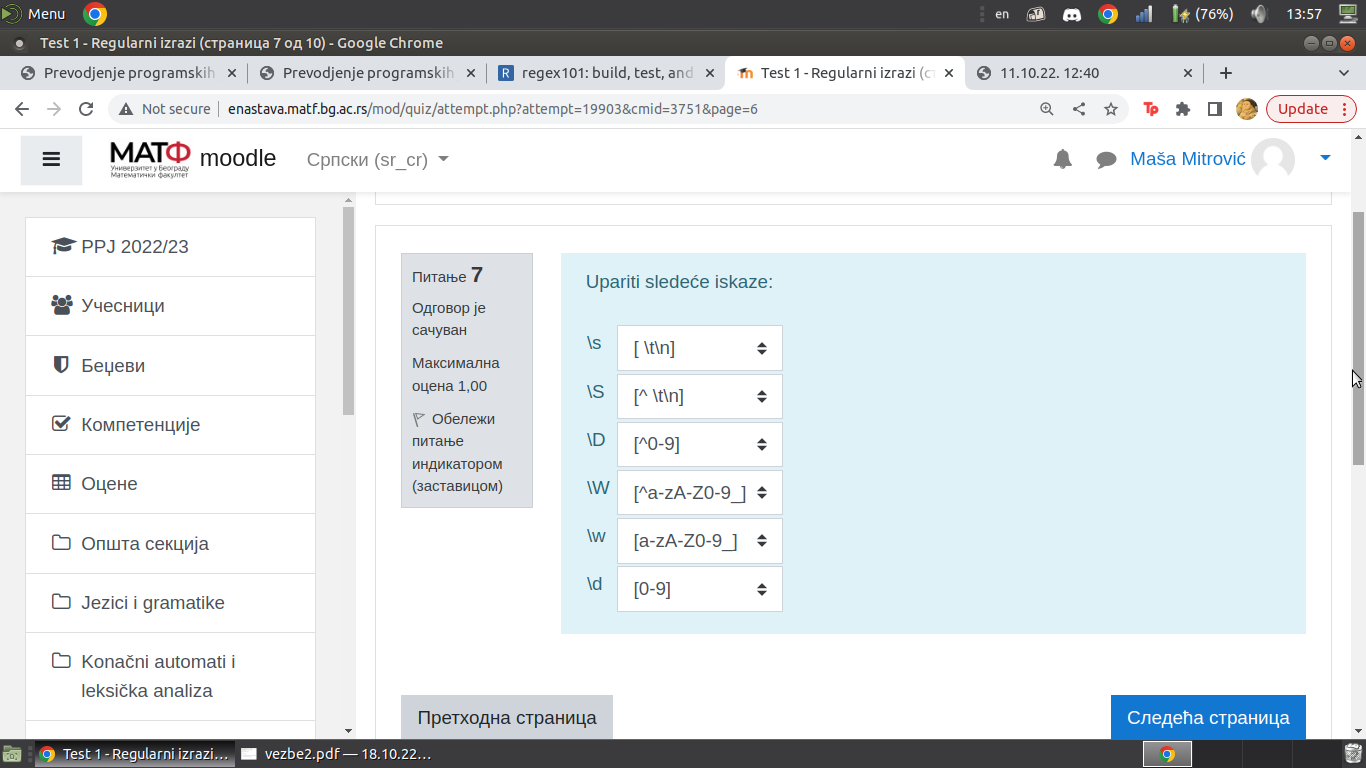 Menu
en
(76%)
13:57
Test 1 - Regularni izrazi (страница 7 од 10) - Google Chrome
Prevodjenje programskih
Prevodjenje programskih
regex101: build, test, and
Test 1 - Regularni izrazi (ст
11.10.22. 12:40
Not secure
enastava.matf.bg.ac.rs/mod/quiz/attempt.php?attempt=19903&cmid=3751&page=6
Update
МАТФ
Универзитет у Београду
Математички факултет
moodle
Српски (sr_cr)
Maša Mitrović
PPJ 2022/23
Учесници
Беџеви
Компетенције
Оцене
Општа секција
Jezici i gramatike
Konačni automati i
leksička analiza
Питање 7
Одговор је
сачуван
Максимална
оцена 1,00
Обележи
питање
индикатором
(заставицом)
Upariti sledeće iskaze:
\s [ \t\n]
\S [^ \t\n]
\D [^0-9]
\W [^a-zA-Z0-9_]
\w [a-zA-Z0-9_]
\d [0-9]
Претходна страница
Следећа страница
Test 1 - Regularni izrazi...
vezbe2.pdf — 18.10.22...